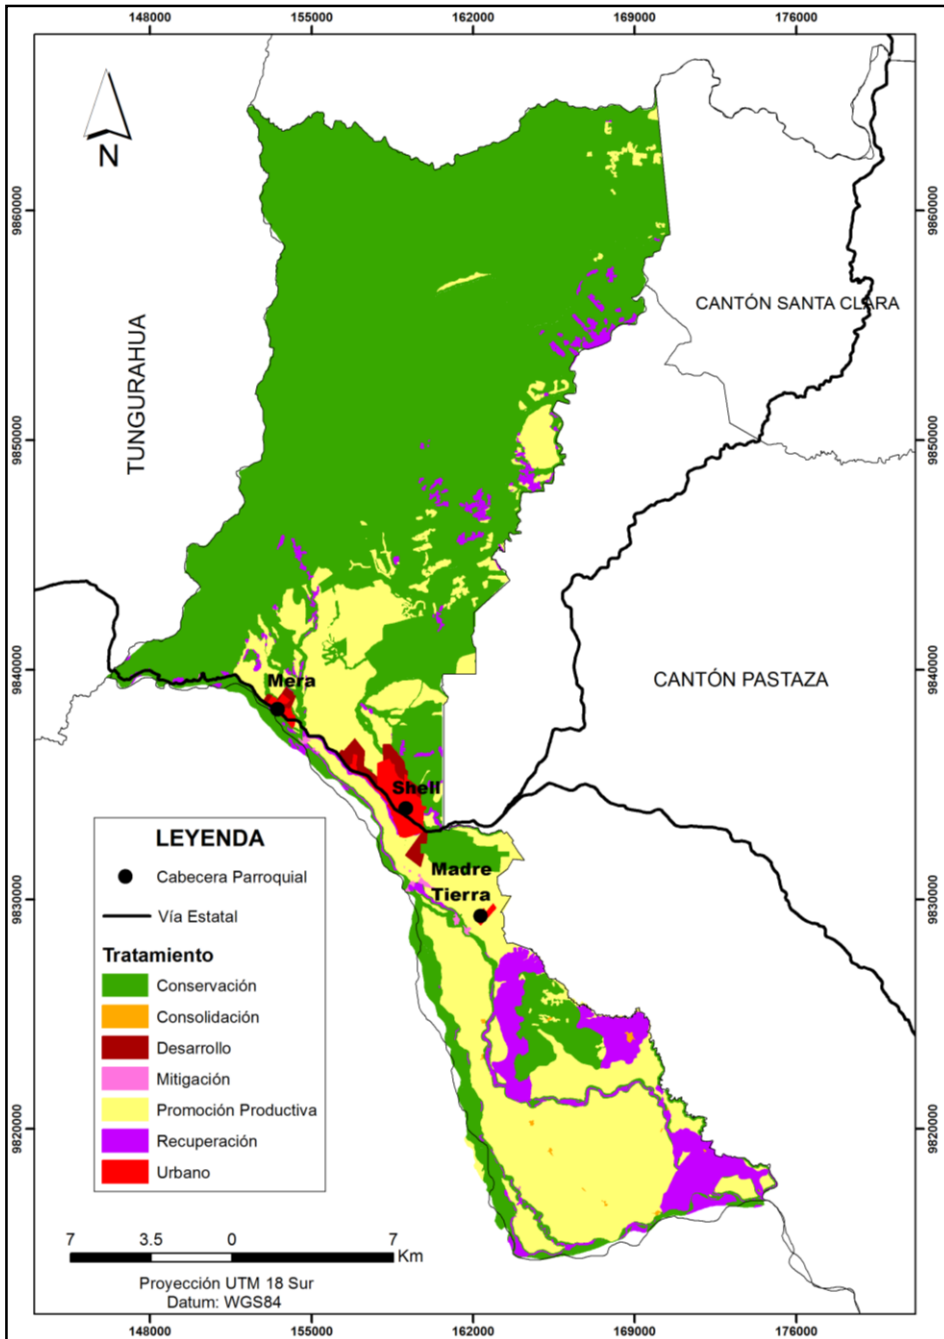 148000 155000 162000 169000 176000
N
9860000 9860000
CANTÓN SANTA CLARA
TUNGURAHUA
9850000 9850000
9840000 9840000
Mera
CANTÓN PASTAZA
Shell
Madre
Tierra
9830000 9830000
LEYENDA
Cabecera Parroquial
Vía Estatal
Tratamiento
Conservación
Consolidación
Desarrollo
Mitigación
Promoción Productiva
Recuperación
Urbano
9820000 9820000
7 3.5 0 7
Km
Proyección UTM 18 Sur
Datum: WGS84
148000 155000 162000 169000 176000